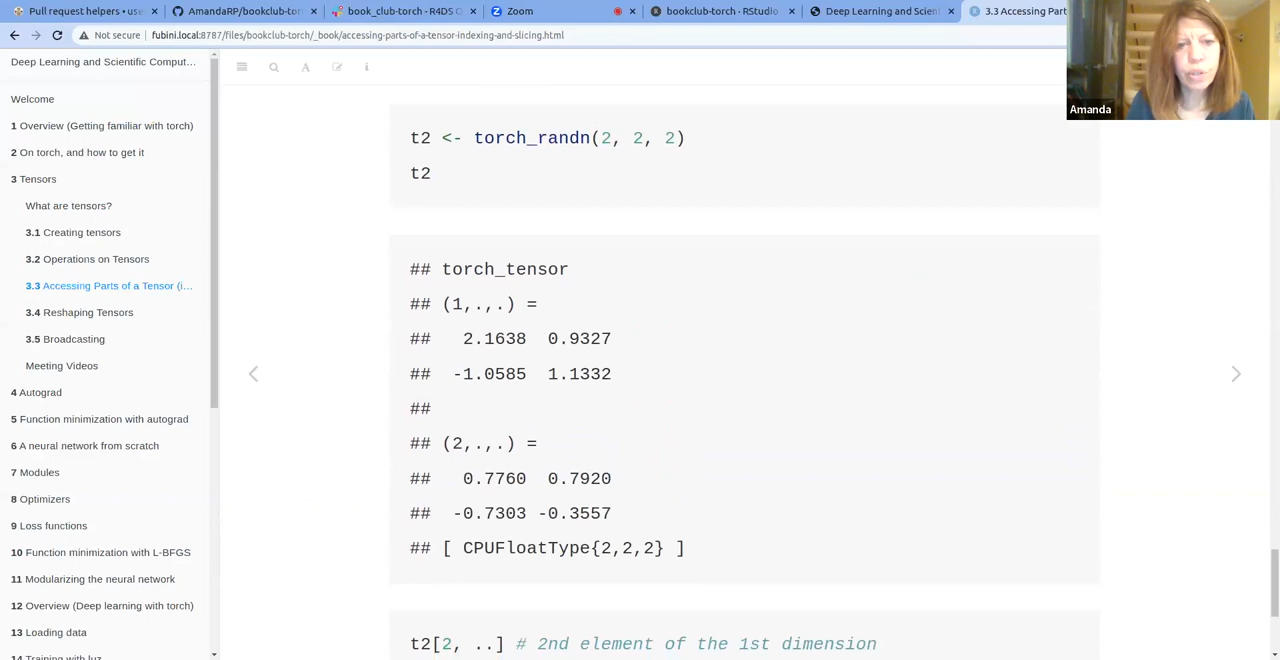 Pull request helpers • use
AmandaRP/bookclub-tor
book_club-torch - R4DS O
Zoom
bookclub-torch · RStudio
Deep Learning and Scient
3.3 Accessing Part
Not secure
fubini.local:8787/files/bookclub-torch/_book/accessing-parts-of-a-tensor-indexing-and-slicing.html
Amanda
Deep Learning and Scientific Comput...
Welcome
1 Overview (Getting familiar with torch)
2 On torch, and how to get it
3 Tensors
What are tensors?
3.1 Creating tensors
3.2 Operations on Tensors
3.3 Accessing Parts of a Tensor (i...
3.4 Reshaping Tensors
3.5 Broadcasting
Meeting Videos
4 Autograd
5 Function minimization with autograd
6 A neural network from scratch
7 Modules
8 Optimizers
9 Loss functions
10 Function minimization with L-BFGS
11 Modularizing the neural network
12 Overview (Deep learning with torch)
13 Loading data
14 Training with luz
t2 <- torch_randn(2, 2, 2)
t2
## torch_tensor
## (1,.,.) =
##   2.1638  0.9327
##  -1.0585  1.1332
##
## (2,.,.) =
##   0.7760  0.7920
##  -0.7303 -0.3557
## [ CPUFloatType{2,2,2} ]
t2[2, ..] # 2nd element of the 1st dimension